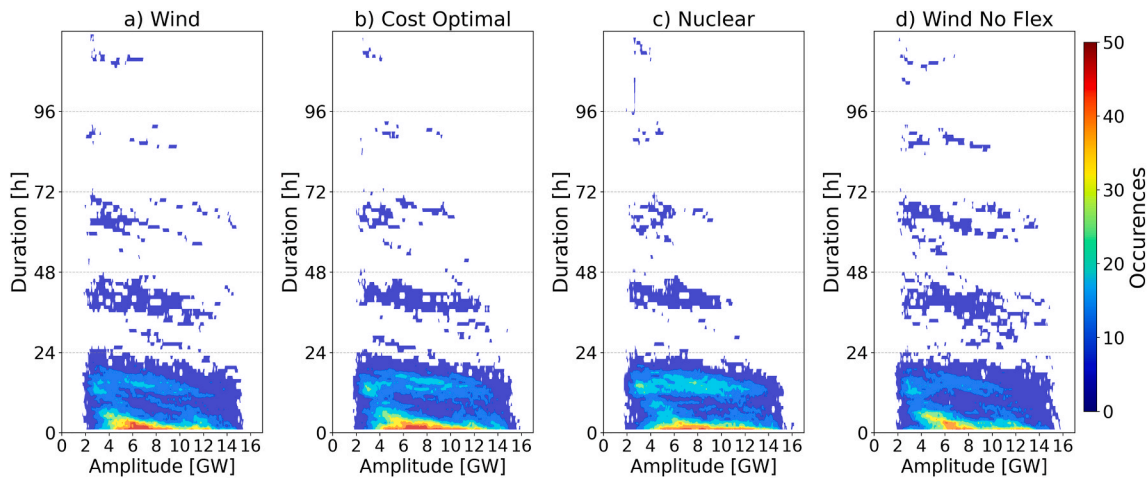 a) Wind
b) Cost Optimal
c) Nuclear
d) Wind No Flex
Duration [h]
96
72
48
24
0
0 2 4 6 8 10 12 14 16
Amplitude [GW]
Duration [h]
96
72
48
24
0
0 2 4 6 8 10 12 14 16
Amplitude [GW]
Duration [h]
96
72
48
24
0
0 2 4 6 8 10 12 14 16
Amplitude [GW]
Duration [h]
96
72
48
24
0
0 2 4 6 8 10 12 14 16
Amplitude [GW]
50
40
30
20
10
0
Occurences